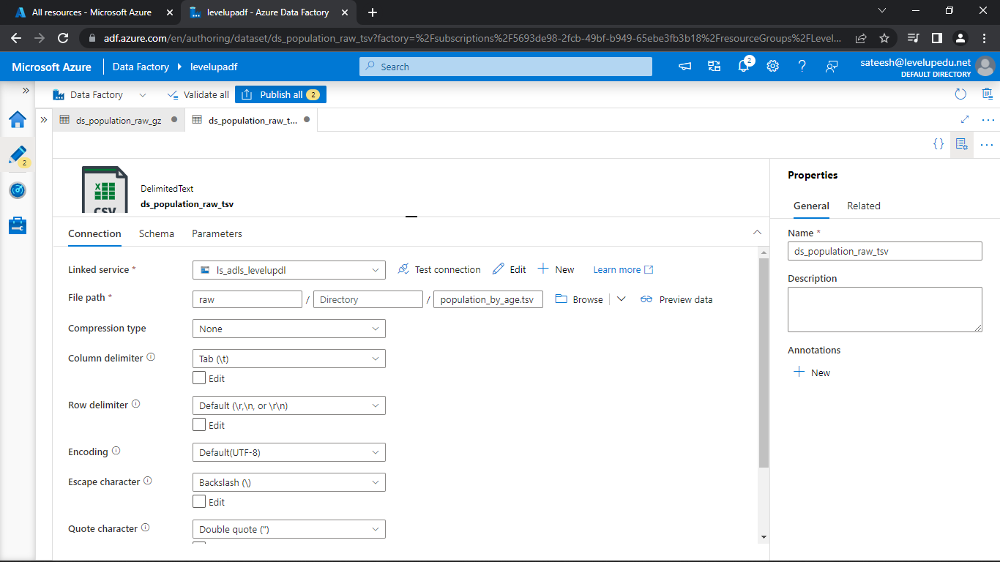 All resources - Microsoft Azure
levelupadf - Azure Data Factory
adf.azure.com/en/authoring/dataset/ds_population_raw_tsv?factory=%2Fsubscriptions%2F5693de98-2fcb-49bf-b949-65ebe3fb3b18%2FresourceGroups%2FLevel...
Microsoft Azure
Data Factory
levelupadf
Search
2
sateesh@levelupedu.net
DEFAULT DIRECTORY
Data Factory
Validate all
Publish all 2
2
ds_population_raw_gz
ds_population_raw_t...
{}
CSV
DelimitedText
ds_population_raw_tsv
Connection
Schema
Parameters
Linked service *
ls_adls_levelupdl
Test connection
Edit
New
Learn more
File path *
raw
/
Directory
/
population_by_age.tsv
Browse
Preview data
Compression type
None
Column delimiter
Tab (\t)
Edit
Row delimiter
Default (\r,\n, or \r\n)
Edit
Encoding
Default(UTF-8)
Escape character
Backslash (\)
Edit
Quote character
Double quote (")
Properties
General
Related
Name *
ds_population_raw_tsv
Description
Annotations
New